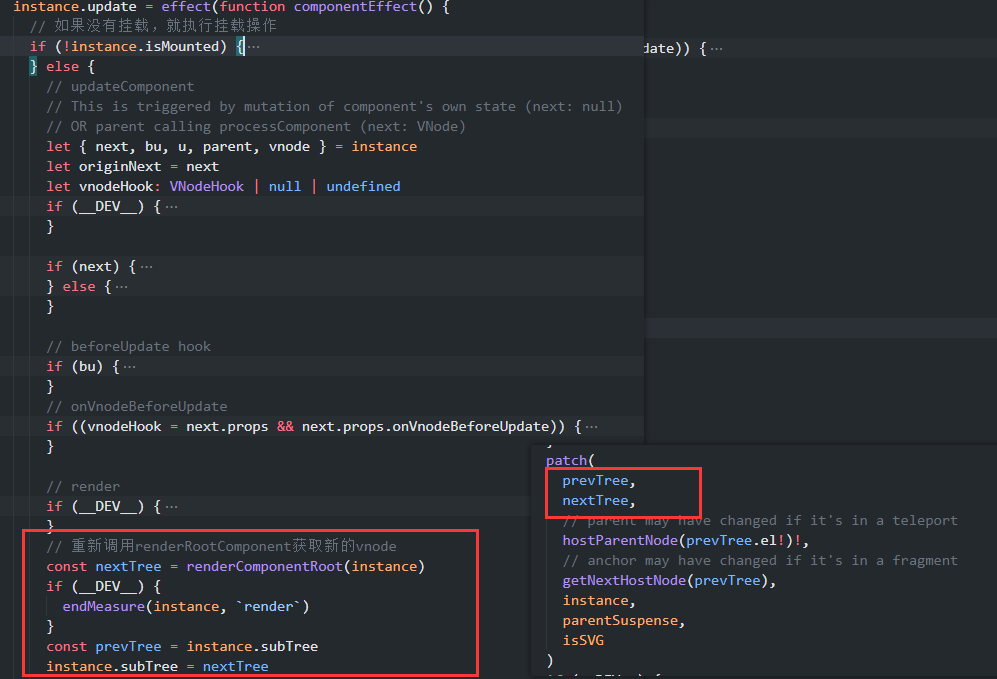 instance.update = effect(function componentEffect() {
// 如果没有挂载，就执行挂载操作
if (!instance.isMounted) {···
} else {
// updateComponent
// This is triggered by mutation of component's own state (next: null)
// OR parent calling processComponent (next: VNode)
let { next, bu, u, parent, vnode } = instance
let originNext = next
let vnodeHook: VNodeHook | null | undefined
if (__DEV__) {···
}
if (next) {···
} else {···
}
// beforeUpdate hook
if (bu) {···
}
// onVnodeBeforeUpdate
if ((vnodeHook = next.props && next.props.onVnodeBeforeUpdate)) {···
}
// render
if (__DEV__) {···
}
// 重新调用renderRootComponent获取新的vnode
const nextTree = renderComponentRoot(instance)
if (__DEV__) {
endMeasure(instance, `render`)
}
const prevTree = instance.subTree
instance.subTree = nextTree
date)) {···
patch(
prevTree,
nextTree,
// parent may have changed if it's in a teleport
hostParentNode(prevTree.el!)!,
// anchor may have changed if it's in a fragment
getNextHostNode(prevTree),
instance,
parentSuspense,
isSVG
)